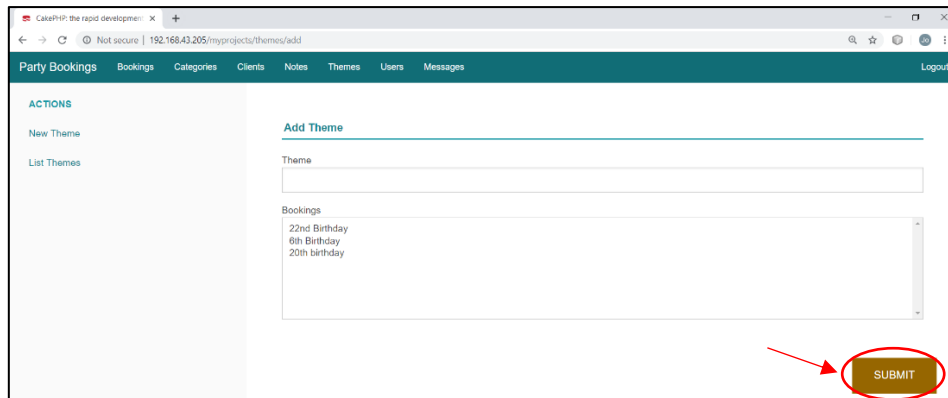 CakePHP: the rapid developmen
Not secure | 192.168.43.205/myprojects/themes/add
Jo
Party Bookings Bookings Categories Clients Notes Themes Users Messages Logout
ACTIONS
New Theme
List Themes
Add Theme
Theme
Bookings
22nd Birthday
6th Birthday
20th birthday
SUBMIT